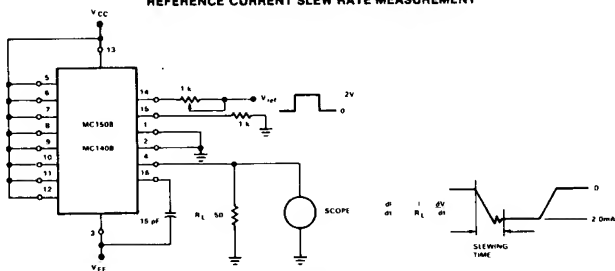 REFERENCE CURRENT SLEW RATE MEASUREMENT
VCC
13
5
6
7
8
9
10
11
12
MC1508
MC1408
14
15
1
2
4
16
3
VEE
1 k
Vref
2V
0
1 k
15 pF
RL 50
SCOPE
dI I dV
dt RL dt
0
2.0mA
SLEWING
TIME